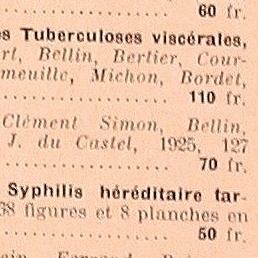 60 fr.
s Tuberculoses viscérales,
rt, Bellin, Bertier, Cour-
meuille, Michon, Bordet,
110 fr.
Clément Simon, Bellin,
J. du Castel, 1925, 127
70 fr.
Syphilis héréditaire tar-
68 figures et 8 planches en
50 fr.